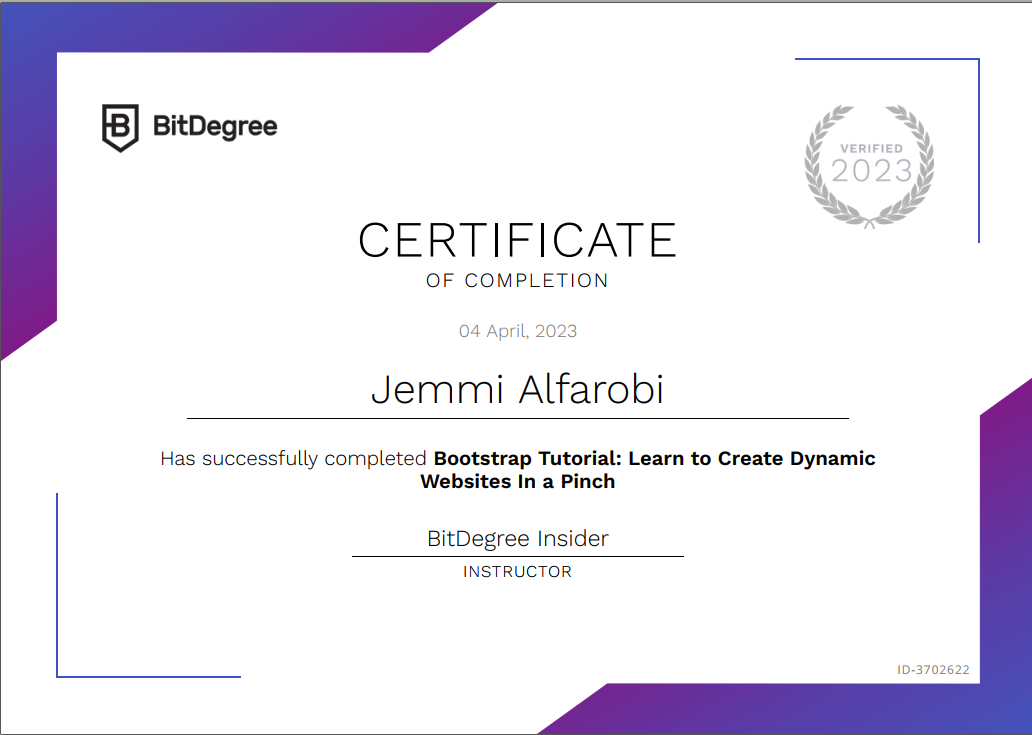 BitDegree
VERIFIED
2023
CERTIFICATE
OF COMPLETION
04 April, 2023
Jemmi Alfarobi
Has successfully completed Bootstrap Tutorial: Learn to Create Dynamic
Websites In a Pinch
BitDegree Insider
INSTRUCTOR
ID-3702622